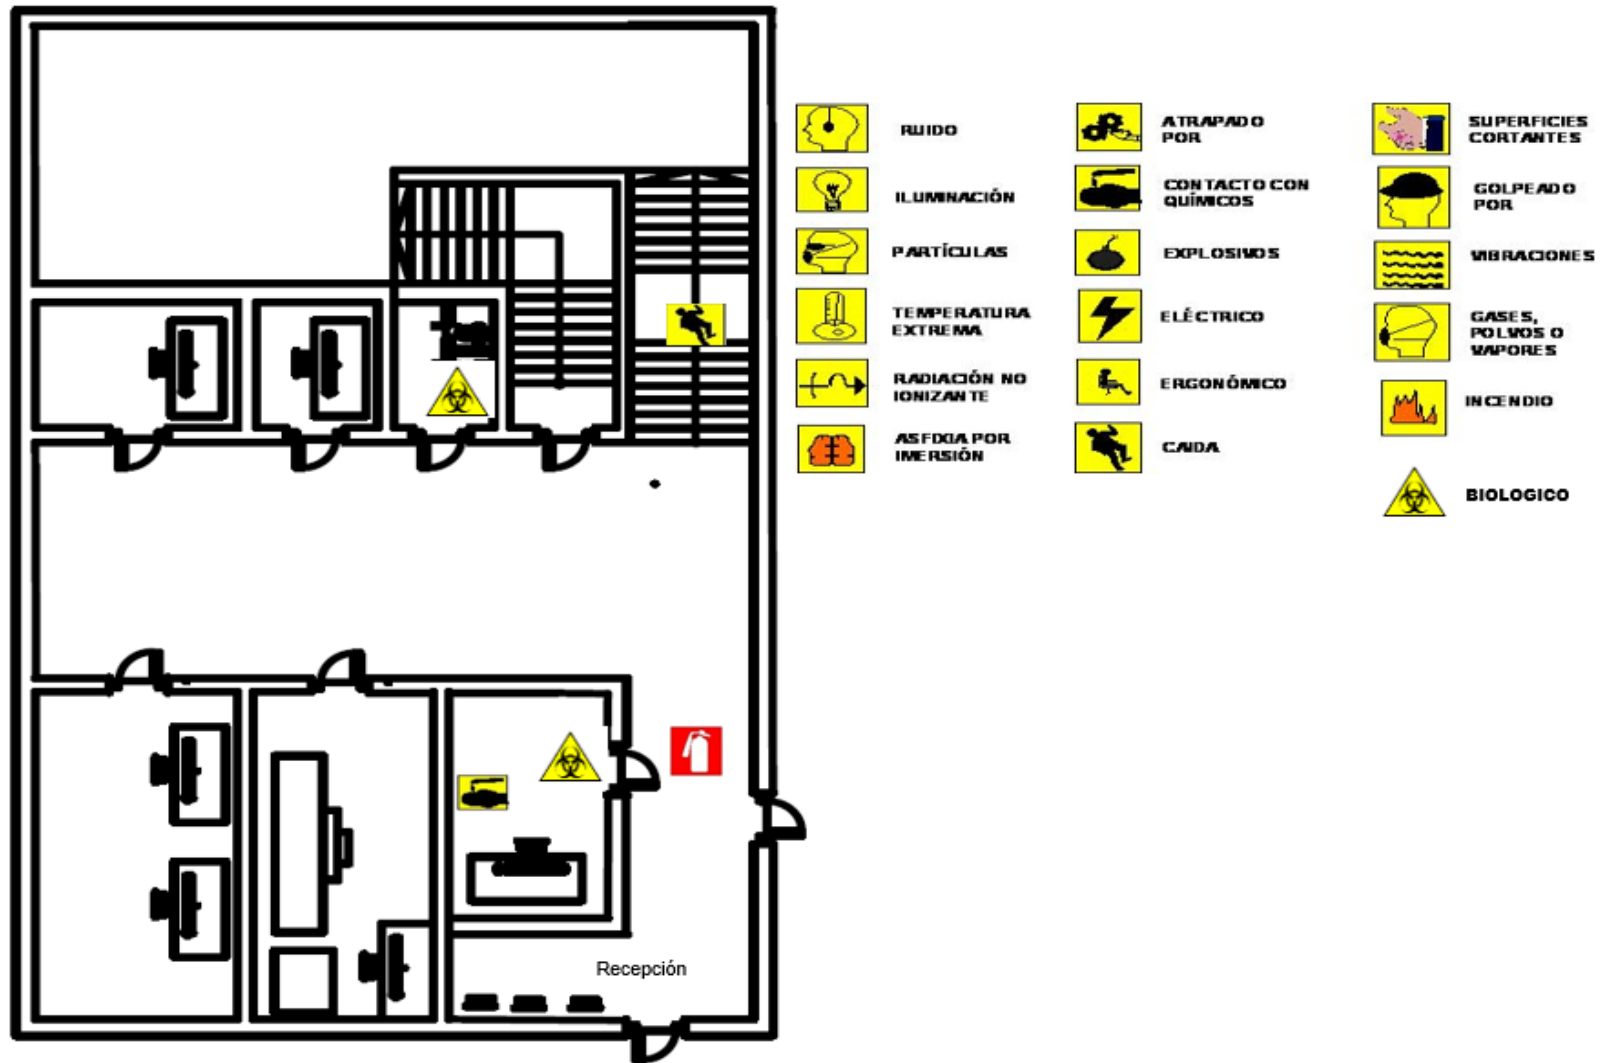 RUIDO
ILUMINACIÓN
PARTÍCULAS
TEMPERATURA
EXTREMA
RADIACIÓN NO
IONIZANTE
ASFIXIA POR
IMERSIÓN
ATRAPADO
POR
CONTACTO CON
QUÍMICOS
EXPLOSIVOS
ELÉCTRICO
ERGONÓMICO
CAIDA
SUPERFICIES
CORTANTES
GOLPEADO
POR
VIBRACIONES
GASES,
POLVOS O
VAPORES
INCENDIO
BIOLOGICO
Recepción